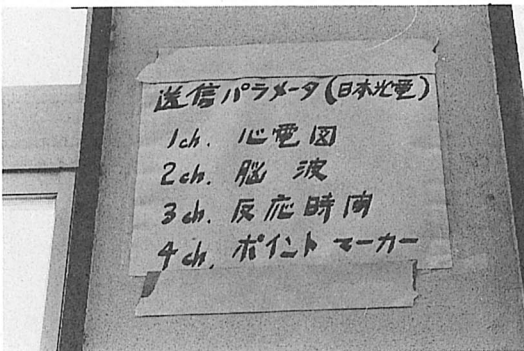 送信パラメータ(日本光電)
1ch. 心電図
2ch. 脳 波
3ch. 反応時間
4ch. ポイントマーカー